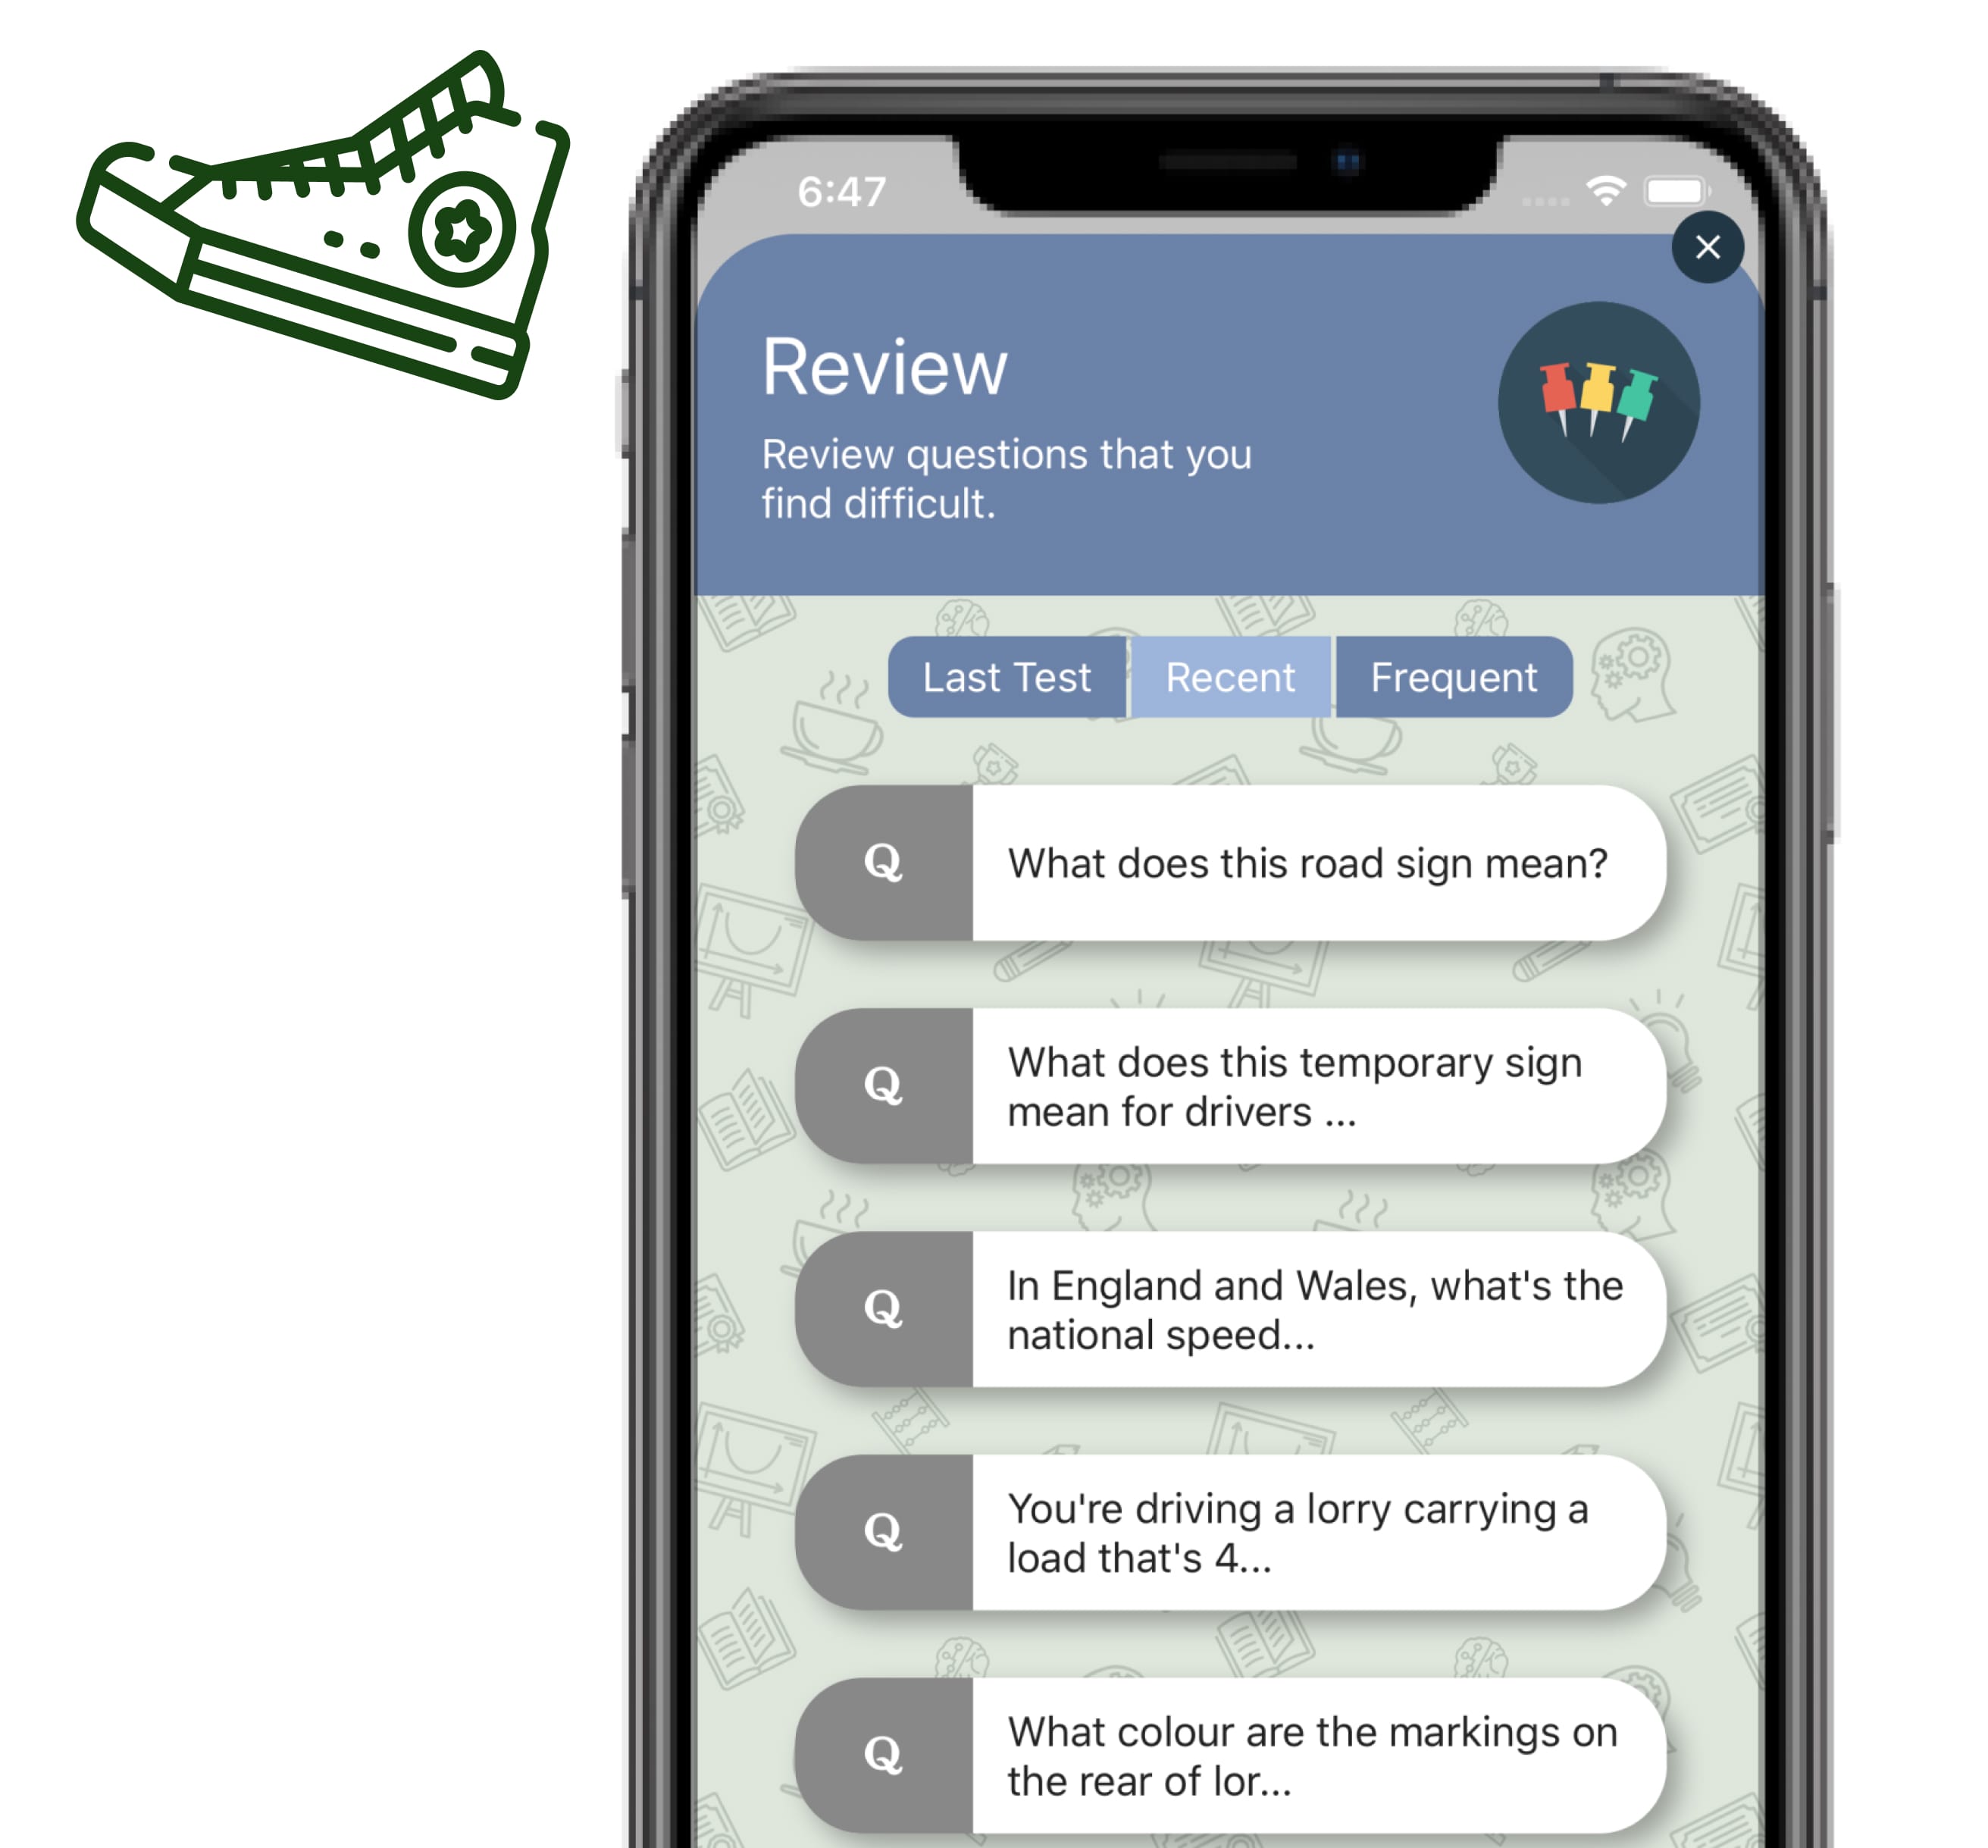 6:47
Review
Review questions that you
find difficult.
Last Test Recent Frequent
Q What does this road sign mean?
Q What does this temporary sign
mean for drivers ...
Q In England and Wales, what's the
national speed...
Q You're driving a lorry carrying a
load that's 4...
Q What colour are the markings on
the rear of lor...